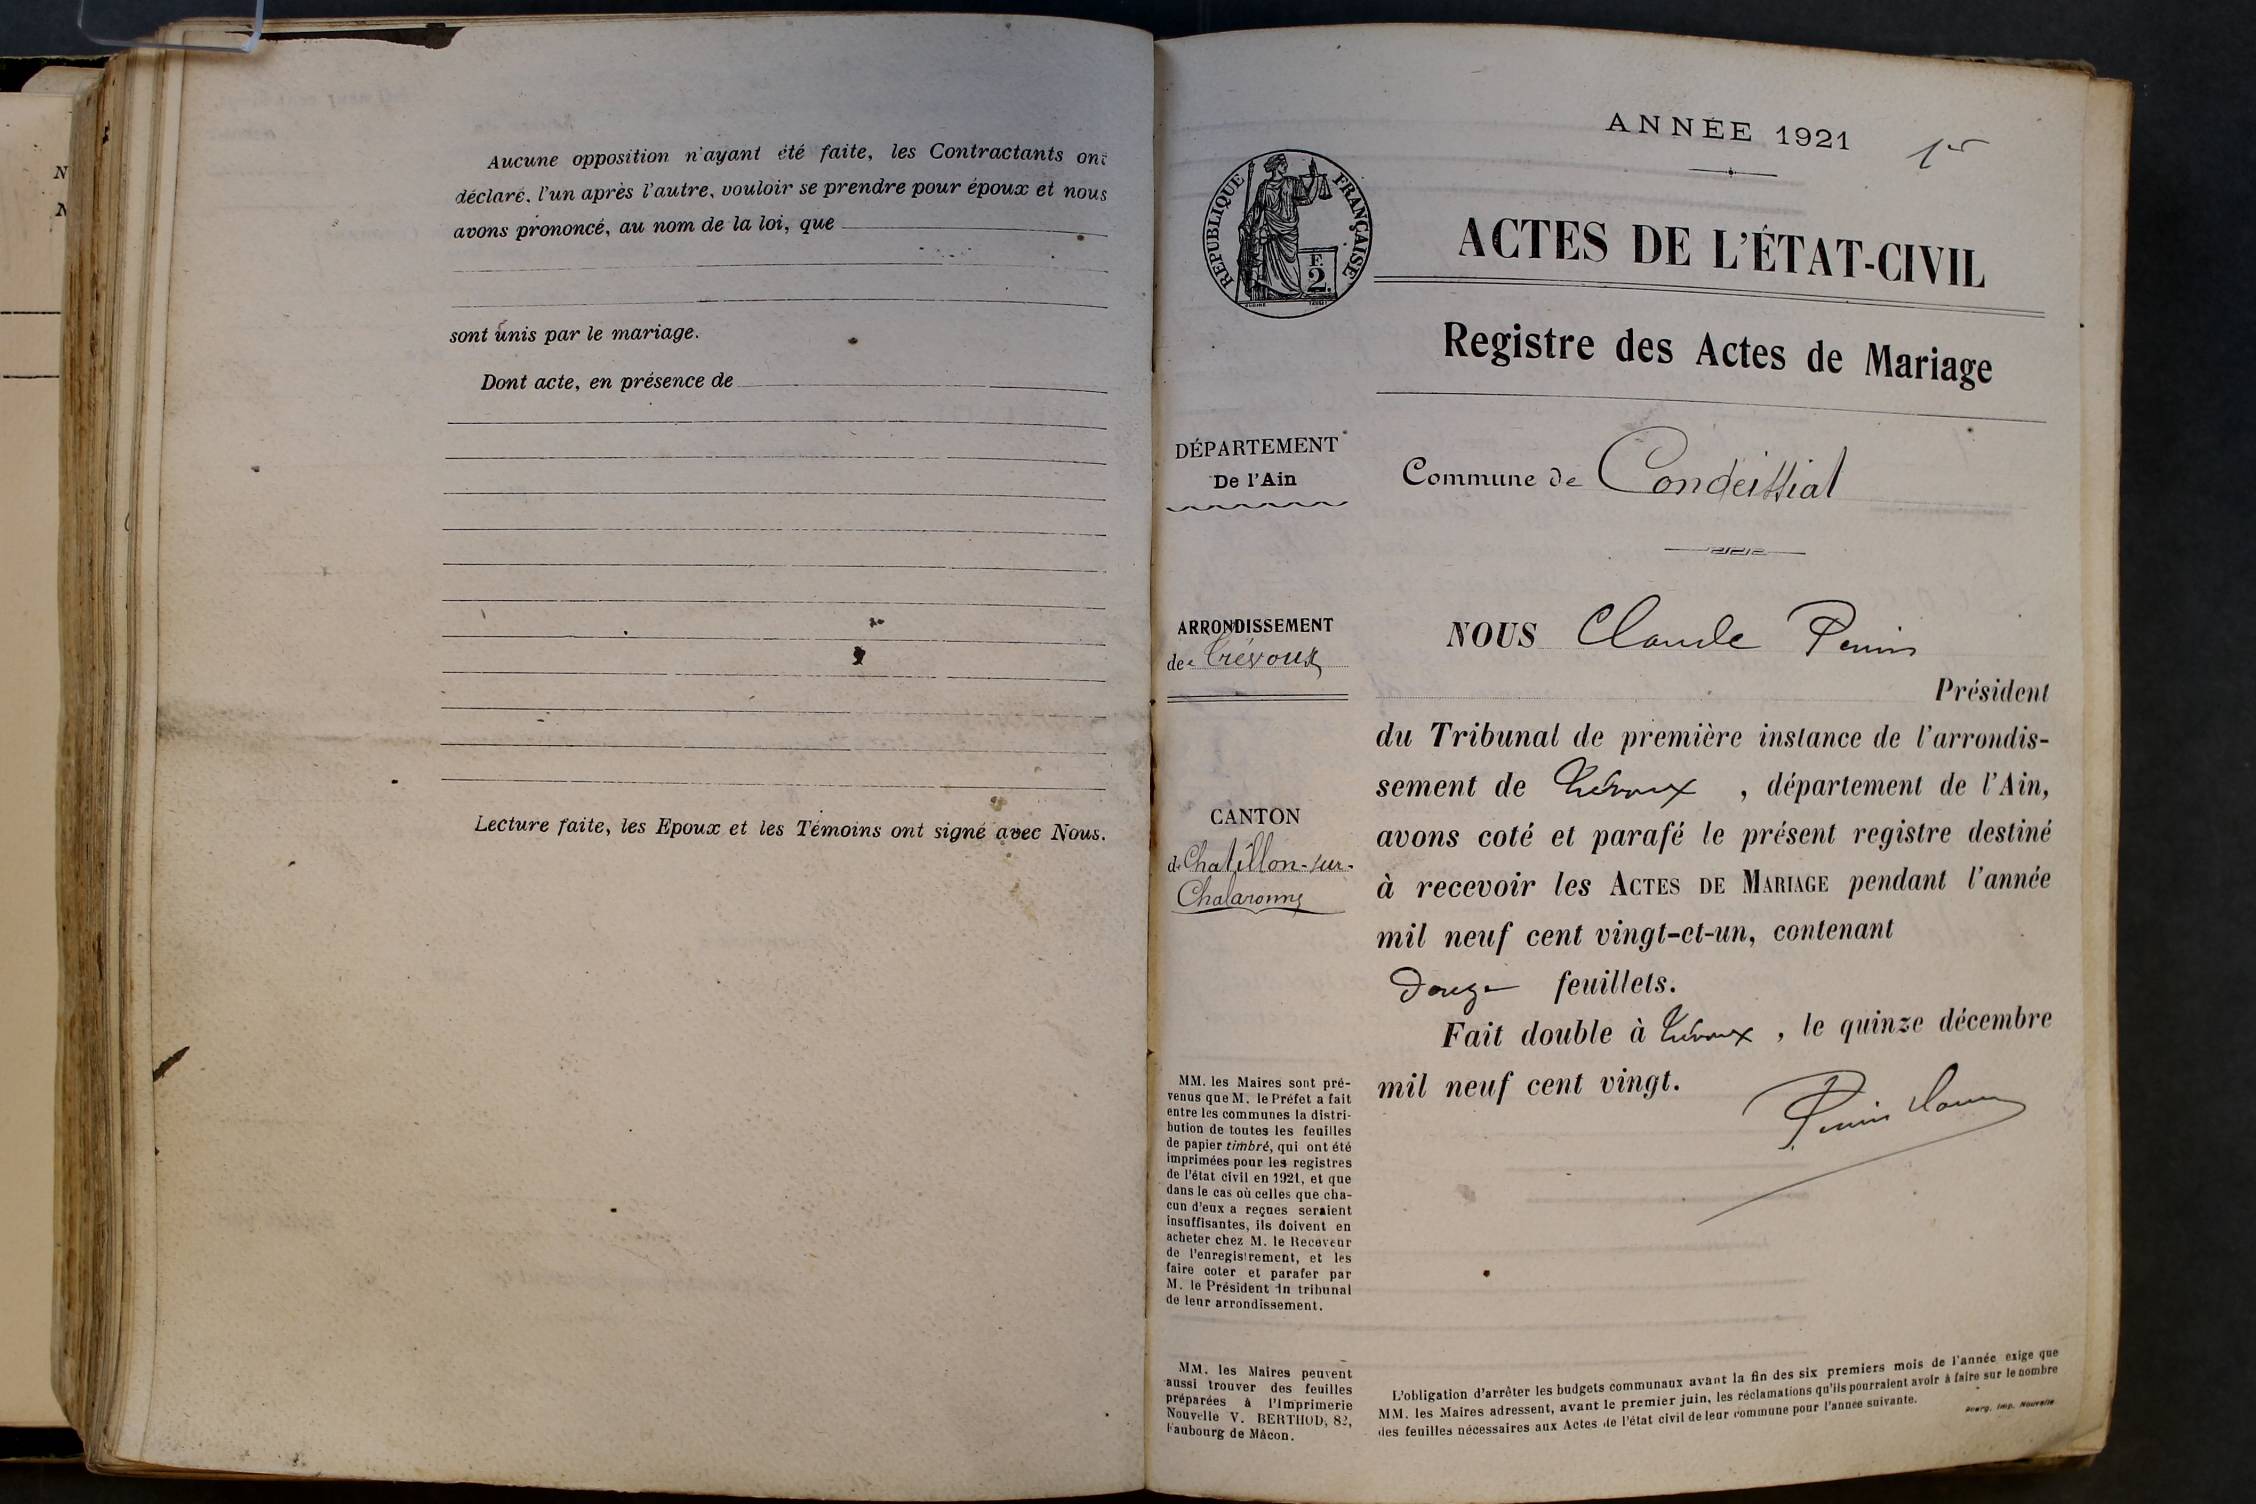 Aucune opposition n'ayant été faite, les Contractants ont
déclaré, l'un après l'autre, vouloir se prendre pour époux et nous
avons prononcé, au nom de la loi, que
sont unis par le mariage.
Dont acte, en présence de
Lecture faite, les Epoux et les Témoins ont signé avec Nous.
ANNÉE 1921
1er
RÉPUBLIQUE FRANÇAISE
F.
2.
ACTES DE L'ÉTAT-CIVIL
Registre des Actes de Mariage
DÉPARTEMENT
De l'Ain
Commune de Condeissiat
ARRONDISSEMENT
de Trévoux
CANTON
de Chatillon-sur-
Chalaronne
MM. les Maires sont pré-
venus que M. le Préfet a fait
entre les communes la distri-
bution de toutes les feuilles
de papier timbré, qui ont été
imprimées pour les registres
de l'état civil en 1921, et que
dans le cas où celles que cha-
cun d'eux a reçues seraient
insuffisantes, ils doivent en
acheter chez M. le Receveur
de l'enregistrement, et les
faire coter et parafer par
M. le Président du tribunal
de leur arrondissement.
MM. les Maires peuvent
aussi trouver des feuilles
préparées à l'Imprimerie
Nouvelle V. BERTHOD, 82,
Faubourg de Mâcon.
NOUS Claude
Président
du Tribunal de première instance de l'arrondis-
sement de Trévoux, département de l'Ain,
avons coté et parafé le présent registre destiné
à recevoir les ACTES DE MARIAGE pendant l'année
mil neuf cent vingt-et-un, contenant
Douze feuillets.
Fait double à Trévoux, le quinze décembre
mil neuf cent vingt.
L'obligation d'arrêter les budgets communaux avant la fin des six premiers mois de l'année exige que
MM. les Maires adressent, avant le premier juin, les réclamations qu'ils pourraient avoir à faire sur le nombre
des feuilles nécessaires aux Actes de l'état civil de leur commune pour l'année suivante.
Bourg, Imp. Nouvelle